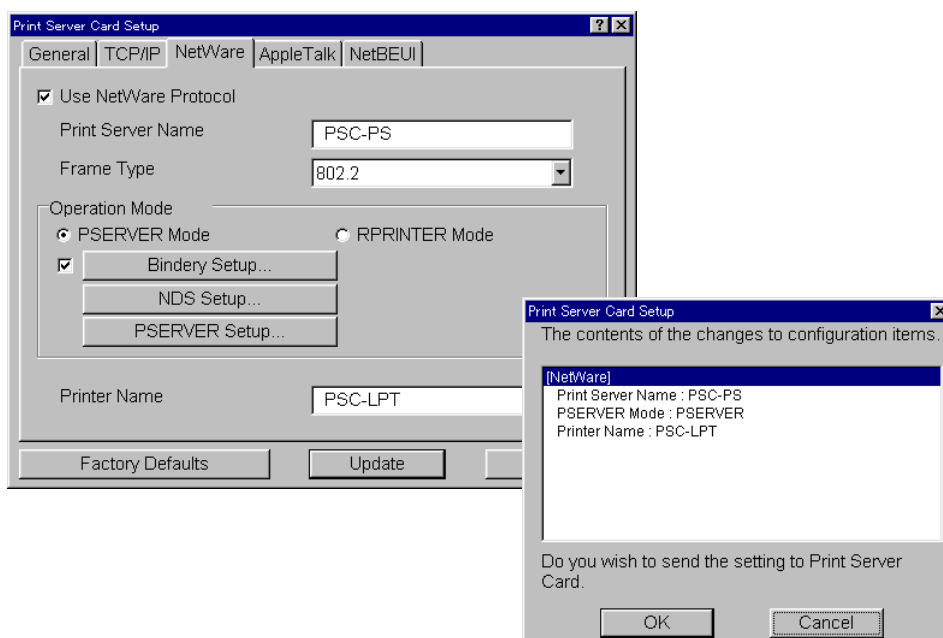 Print Server Card Setup
General TCP/IP NetWare AppleTalk NetBEUI
Use NetWare Protocol
Print Server Name PSC-PS
Frame Type 802.2
Operation Mode
PSERVER Mode RPRINTER Mode
Bindery Setup...
NDS Setup...
PSERVER Setup...
Printer Name PSC-LPT
Factory Defaults Update
Print Server Card Setup
The contents of the changes to configuration items.
[NetWare]
Print Server Name : PSC-PS
PSERVER Mode : PSERVER
Printer Name : PSC-LPT
Do you wish to send the setting to Print Server
Card.
OK Cancel